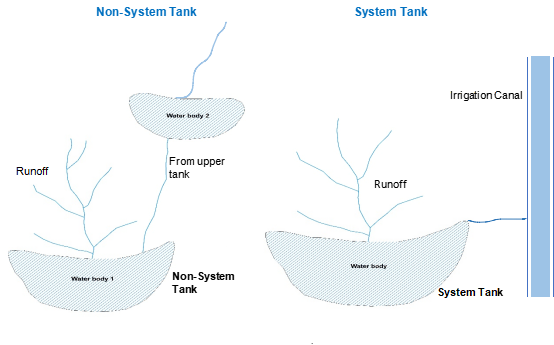 Non-System Tank
System Tank
Irrigation Canal
Water body 2
From upper
tank
Runoff
Runoff
Water body 1
Non-System
Tank
Water body
System Tank